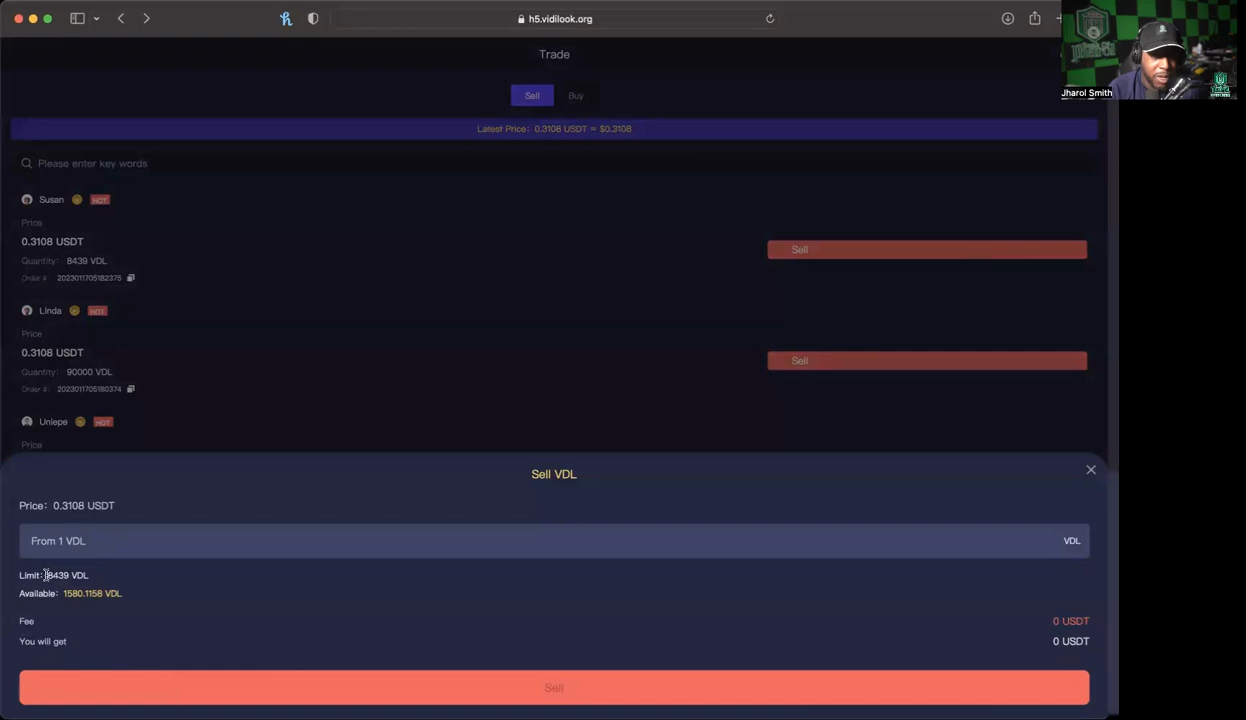 h5.vidilook.org
Jharol Smith
Trade
Sell Buy
Latest Price: 0.3108 USDT = $0.3108
Please enter key words
Susan HOT
Price
0.3108 USDT
Quantity: 8439 VDL
Sell
Order #: 2023011705182375
Linda HOT
Price
0.3108 USDT
Quantity: 90000 VDL
Sell
Order #: 2023011705180374
Uniepe HOT
Price
Sell VDL
Price: 0.3108 USDT
From 1 VDL VDL
Limit: 8439 VDL
Available: 1580.1158 VDL
Fee 0 USDT
You will get 0 USDT
Sell